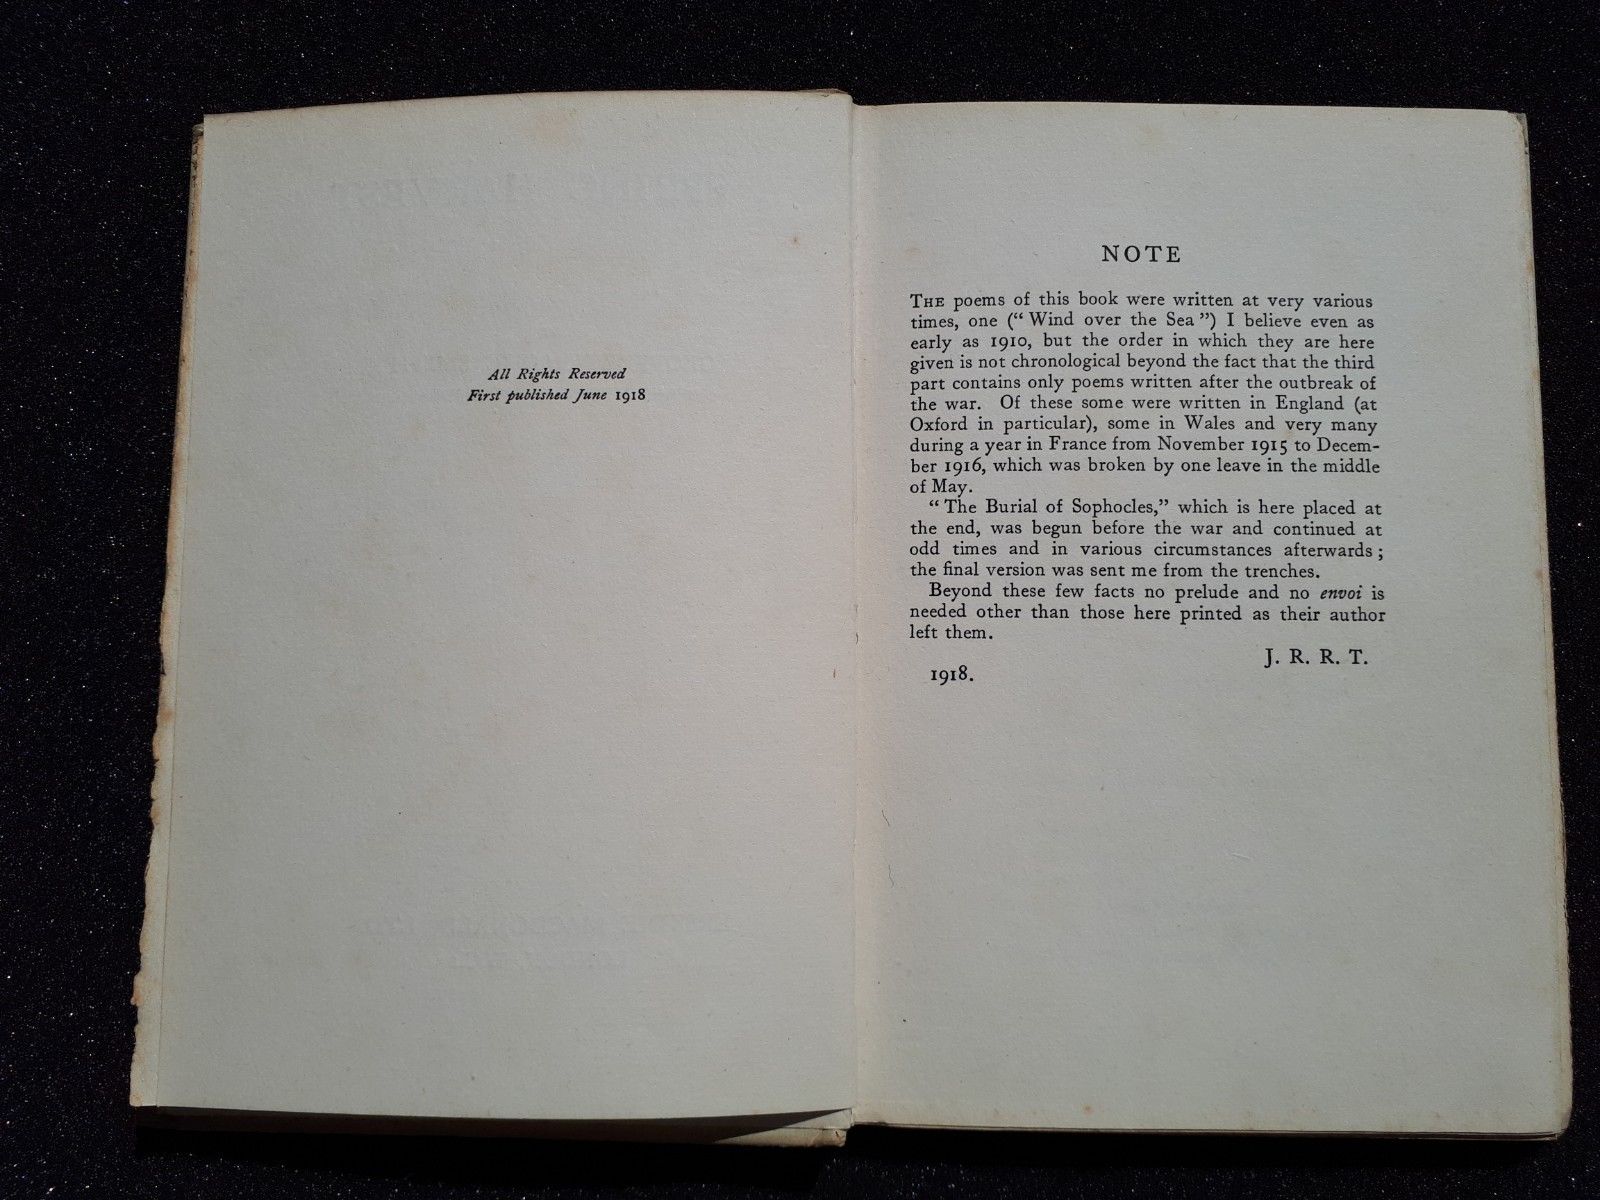 All Rights Reserved
First published June 1918
NOTE
THE poems of this book were written at very various
times, one (“ Wind over the Sea ”) I believe even as
early as 1910, but the order in which they are here
given is not chronological beyond the fact that the third
part contains only poems written after the outbreak of
the war. Of these some were written in England (at
Oxford in particular), some in Wales and very many
during a year in France from November 1915 to Decem-
ber 1916, which was broken by one leave in the middle
of May.
“ The Burial of Sophocles,” which is here placed at
the end, was begun before the war and continued at
odd times and in various circumstances afterwards ;
the final version was sent me from the trenches.
Beyond these few facts no prelude and no envoi is
needed other than those here printed as their author
left them.
J. R. R. T.
1918.